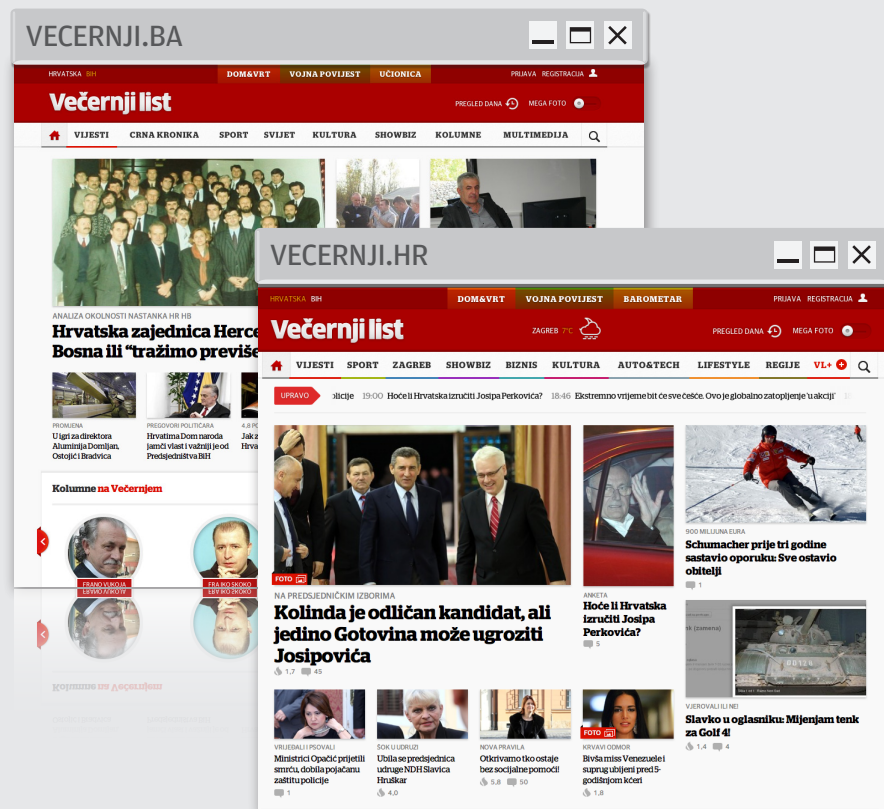 VECERNJI.BA
HRVATSKA BIH
DOM&VRT VOJNA POVIJEST UČIONICA
PRIJAVA REGISTRACIJA
Večernji list
PREGLED DANA MEGA FOTO
VIJESTI CRNA KRONIKA SPORT SVIJET KULTURA SHOWBIZ KOLUMNE MULTIMEDIJA
ANALIZA OKOLNOSTI NASTANKA HR HB
Hrvatska zajednica Herce
Bosna ili “tražimo previše
PROMJENA
U igri za direktora
Aluminija Domljan,
Ostojić i Bradvica
PREGOVORI POLITIČARA
Hrvatima Dom naroda
jamči vlast i važniji je od
Predsjedništva BiH
4,8 PO
Jak z
Hrva
Kolumne na Večernjem
FRANO VUKOJA
FRA IKO SKOKO
VECERNJI.HR
HRVATSKA BIH
DOM&VRT VOJNA POVIJEST BAROMETAR
PRIJAVA REGISTRACIJA
Večernji list
ZAGREB 7°C
PREGLED DANA MEGA FOTO
VIJESTI SPORT ZAGREB SHOWBIZ BIZNIS KULTURA AUTO&TECH LIFESTYLE REGIJE VL+
UPRAVO
olicije 19:00 Hoće li Hrvatska izručiti Josipa Perkovića? 18:46 Ekstremno vrijeme bit će sve češće. Ovo je globalno zatopljenje 'u akciji'
FOTO
NA PREDSJEDNIČKIM IZBORIMA
Kolinda je odličan kandidat, ali
jedino Gotovina može ugroziti
Josipovića
1,7 45
ANKETA
Hoće li Hrvatska
izručiti Josipa
Perkovića?
5
900 MILIJUNA EURA
Schumacher prije tri godine
sastavio oporuku: Sve ostavio
obitelji
1
nk (zamena)
VJEROVALI ILI NE!
Slavko u oglasniku: Mijenjam tenk
za Golf 4!
1,4 4
VRIJEĐALI I PSOVALI
Ministrici Opačić prijetili
smrću, dobila pojačanu
zaštitu policije
1
ŠOK U UDRUZI
Ubila se predsjednica
udruge NDH Slavica
Hruškar
4,0
NOVA PRAVILA
Otkrivamo tko ostaje
bez socijalne pomoći!
5,8 50
FOTO
KRVAVI ODMOR
Bivša miss Venezuele i
suprug ubijeni pred 5-
godišnjom kćeri
1,8